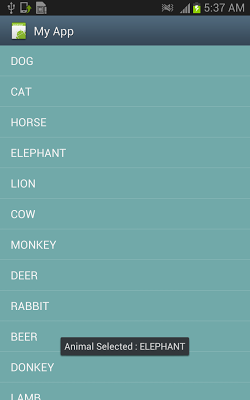 5:37 AM
My App
DOG
CAT
HORSE
ELEPHANT
LION
COW
MONKEY
DEER
RABBIT
BEER
Animal Selected : ELEPHANT
DONKEY
LAMB